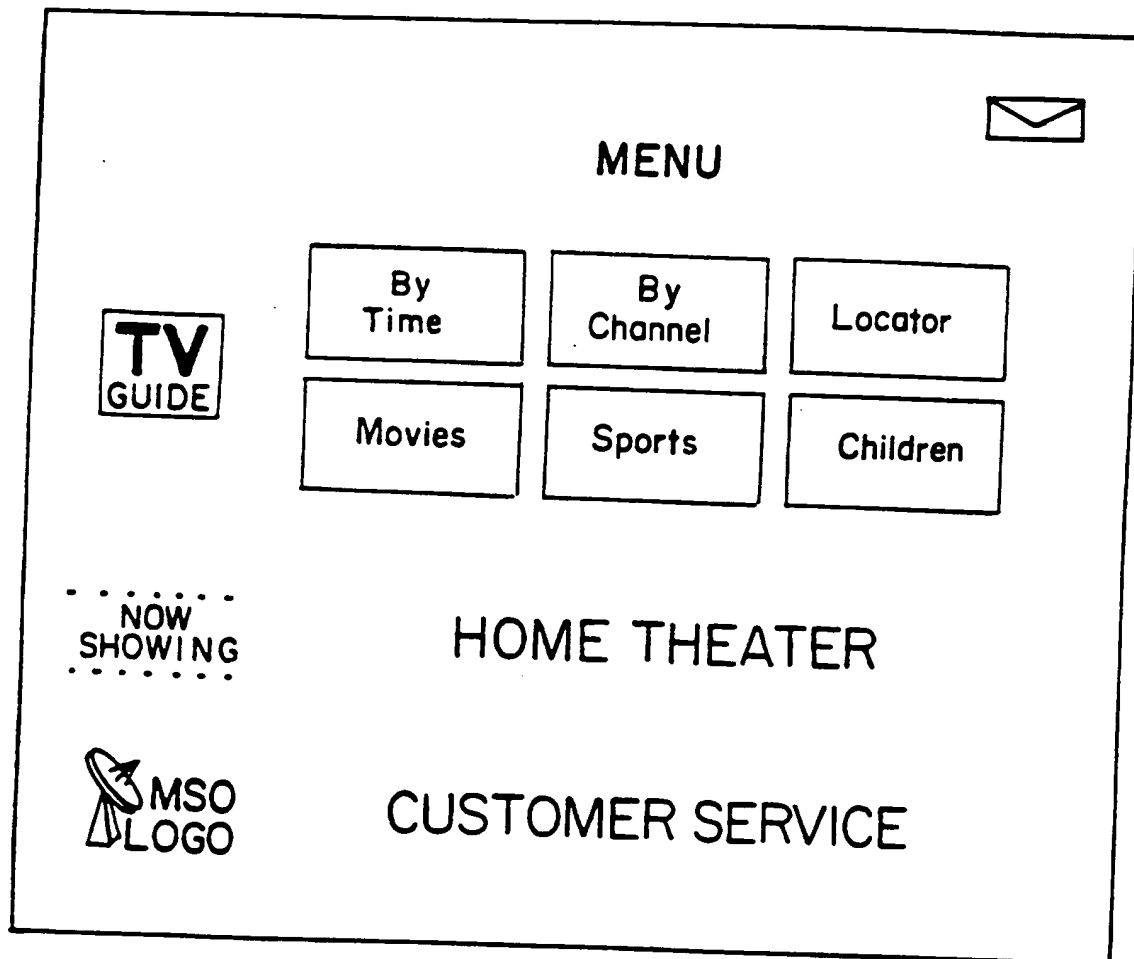 MENU
By
Time
By
Channel
Locator
TV
GUIDE
Movies
Sports
Children
NOW
SHOWING
HOME THEATER
MSO
LOGO
CUSTOMER SERVICE